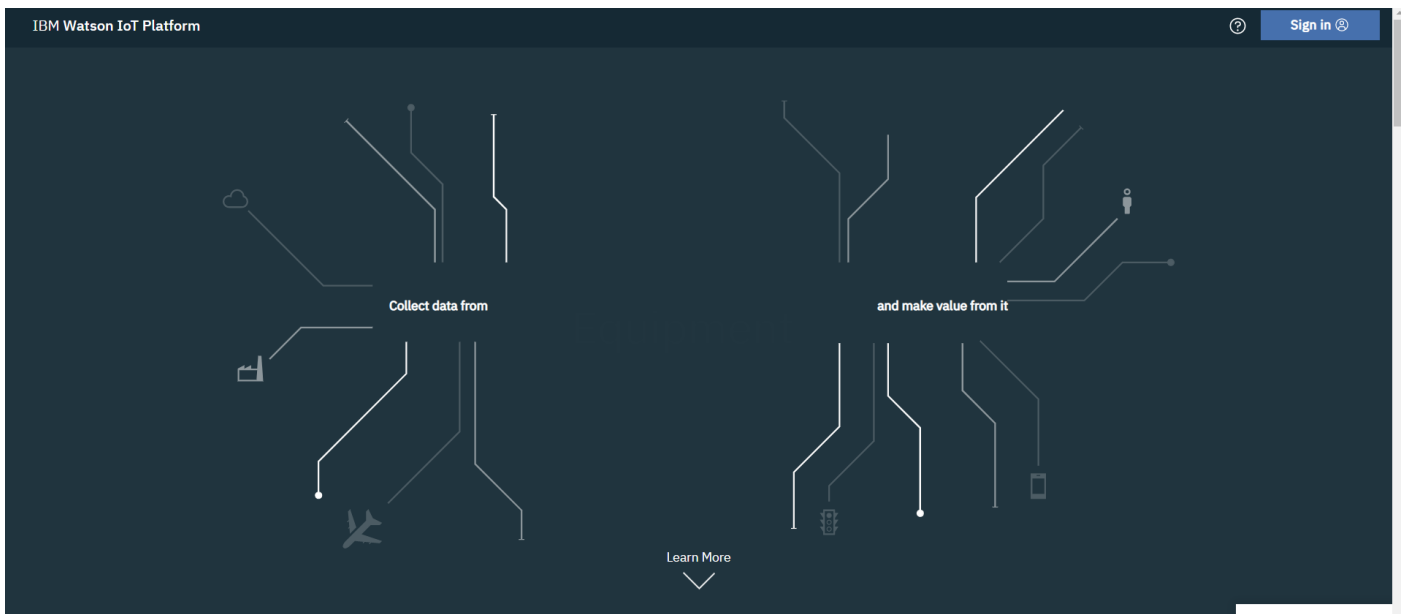 IBM Watson IoT Platform
Sign in
Collect data from
and make value from it
Learn More